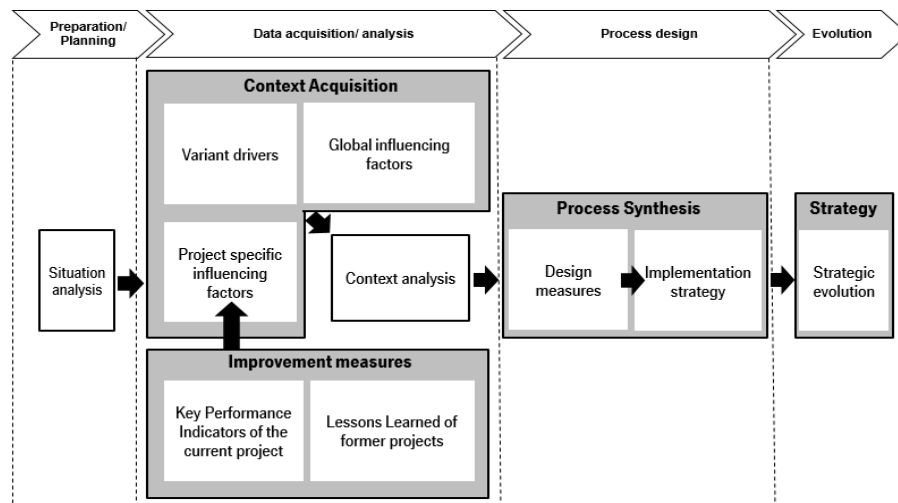 Preparation/
Planning
Data acquisition/ analysis
Process design
Evolution
Context Acquisition
Variant drivers
Global influencing
factors
Project specific
influencing
factors
Situation
analysis
Context analysis
Improvement measures
Key Performance
Indicators of the
current project
Lessons Learned of
former projects
Process Synthesis
Design
measures
Implementation
strategy
Strategy
Strategic
evolution